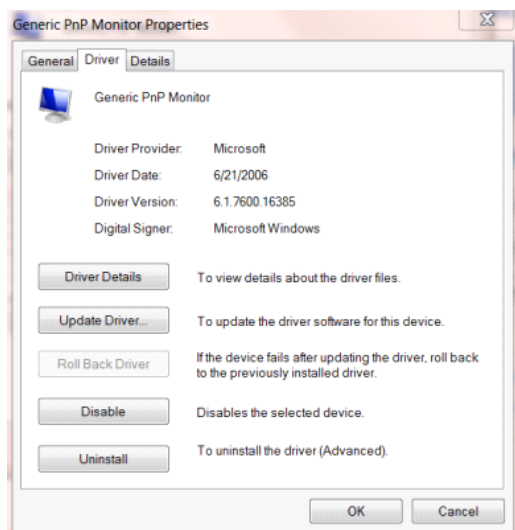 Generic PnP Monitor Properties
General Driver Details
Generic PnP Monitor
Driver Provider: Microsoft
Driver Date: 6/21/2006
Driver Version: 6.1.7600.16385
Digital Signer: Microsoft Windows
Driver Details To view details about the driver files.
Update Driver... To update the driver software for this device.
Roll Back Driver If the device fails after updating the driver, roll back
to the previously installed driver.
Disable Disables the selected device.
Uninstall To uninstall the driver (Advanced).
OK Cancel